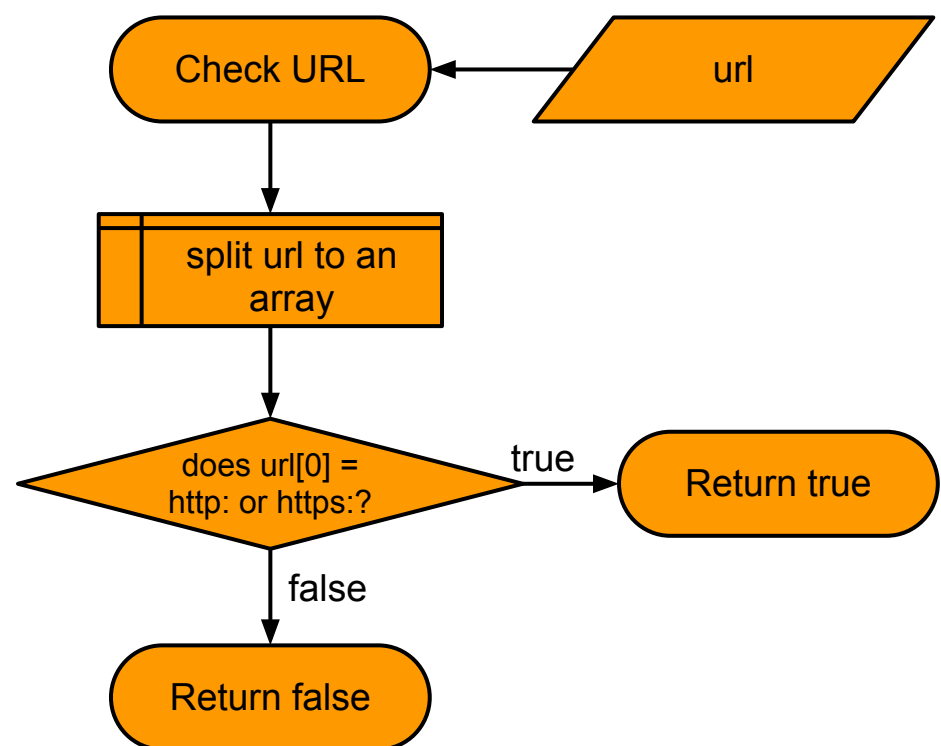 Check URL
url
split url to an
array
does url[0] =
http: or https:?
true
Return true
false
Return false